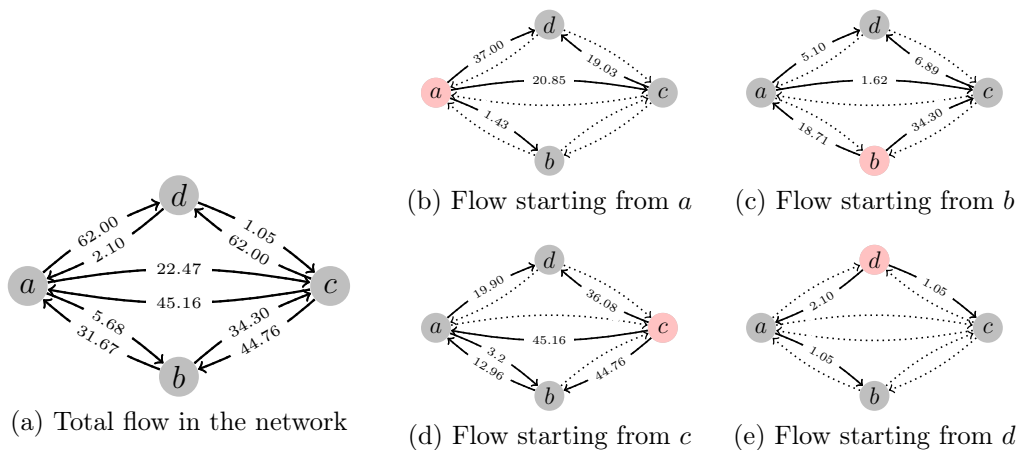 d
62.00
2.10
1.05
62.00
a
22.47
45.16
c
5.68
31.67
34.30
44.76
b
(a) Total flow in the network
d
37.00
19.03
a
20.85
c
1.43
b
(b) Flow starting from a
d
5.10
6.89
a
1.62
c
18.71
34.30
b
(c) Flow starting from b
d
19.90
36.08
a
45.16
c
3.2
12.96
44.76
b
(d) Flow starting from c
d
2.10
1.05
a
c
1.05
b
(e) Flow starting from d